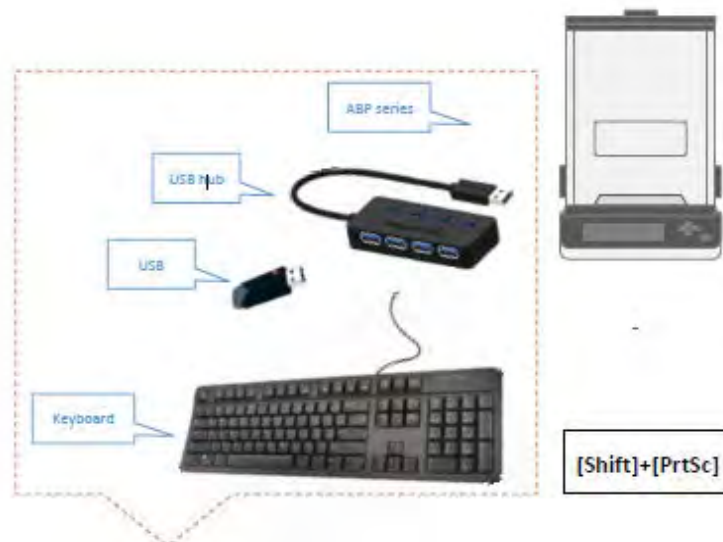 ABP series
USB hub
USB
Keyboard
[Shift]+[PrtSc]